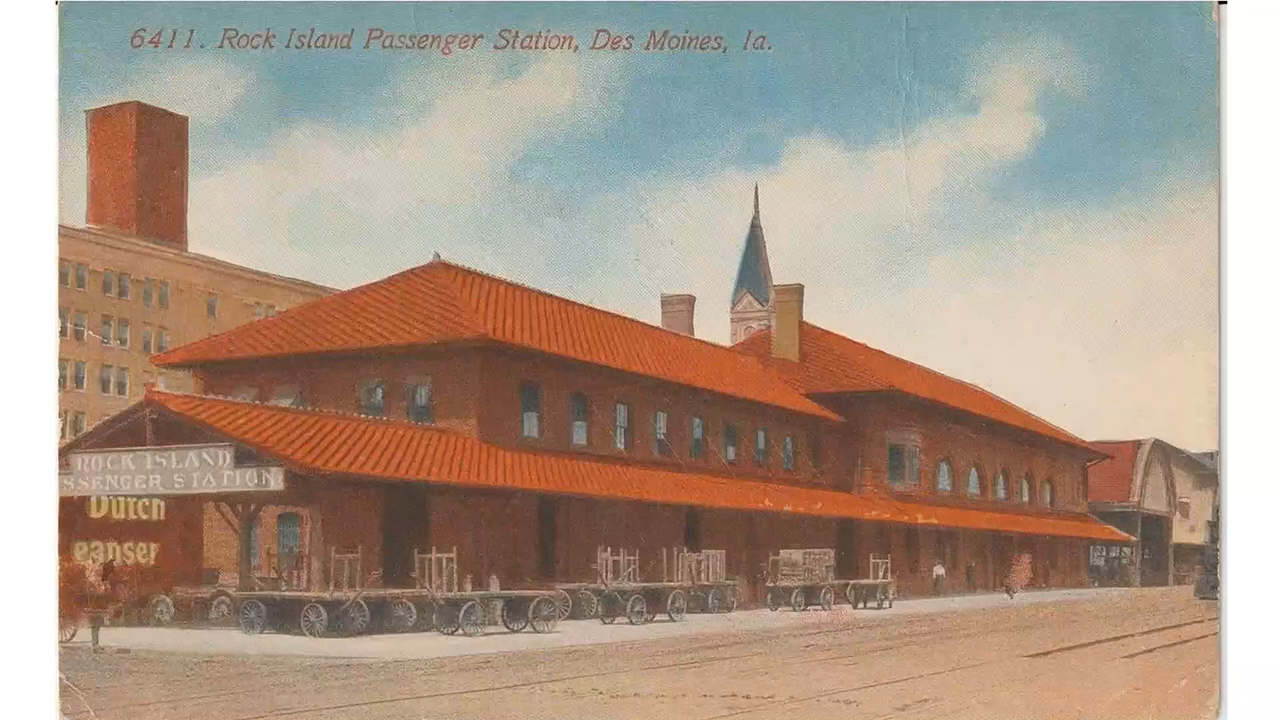 6411. Rock Island Passenger Station, Des Moines, Ia.
ROCK ISLAND
SSENGER STATION
Dutch
eanser